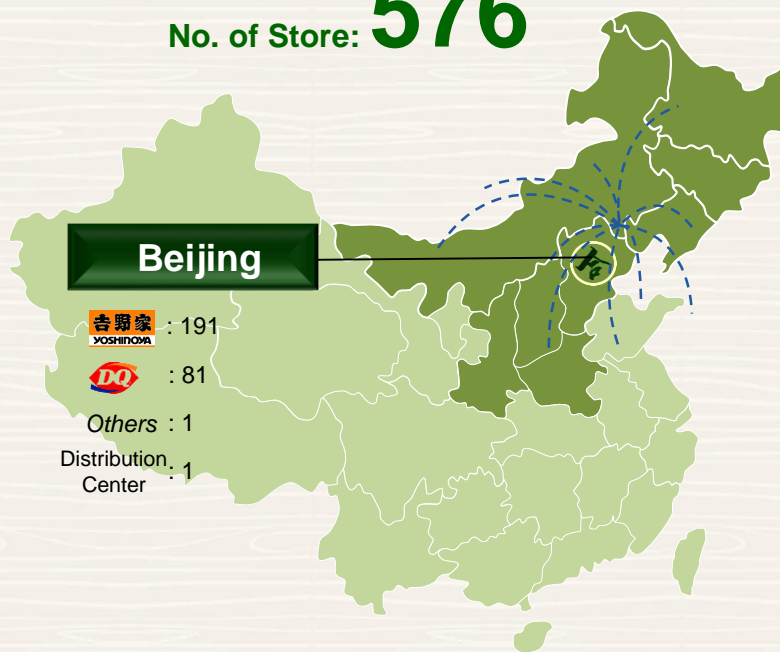 No. of Store: 576
Beijing
吉野家 : 191
YOSHINOYA
DQ : 81
Others : 1
Distribution : 1
Center